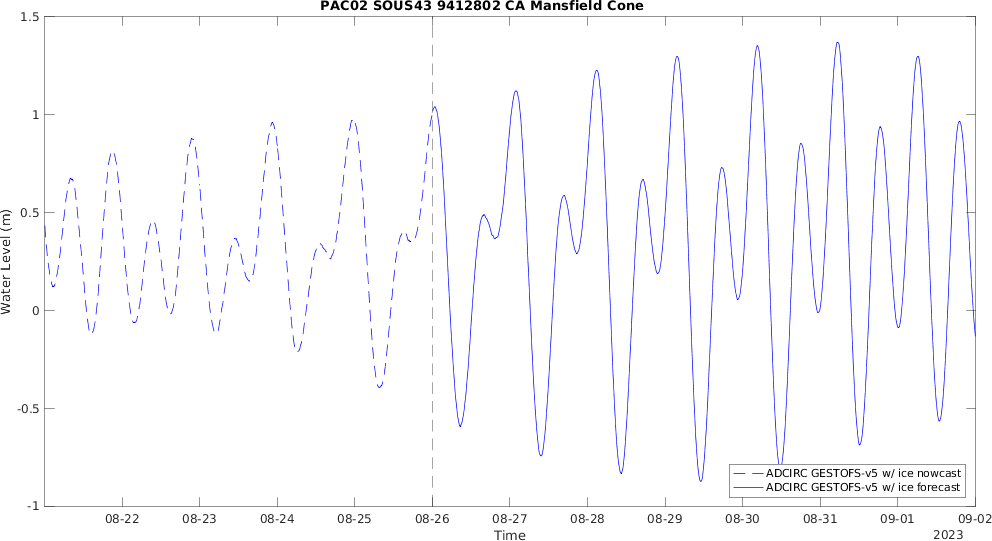 PAC02 SOUS43 9412802 CA Mansfield Cone
1.5
1
0.5
0
-0.5
-1
Water Level (m)
08-22 08-23 08-24 08-25 08-26 08-27 08-28 08-29 08-30 08-31 09-01 09-02
Time
2023
ADCIRC GESTOFS-v5 w/ ice nowcast
ADCIRC GESTOFS-v5 w/ ice forecast